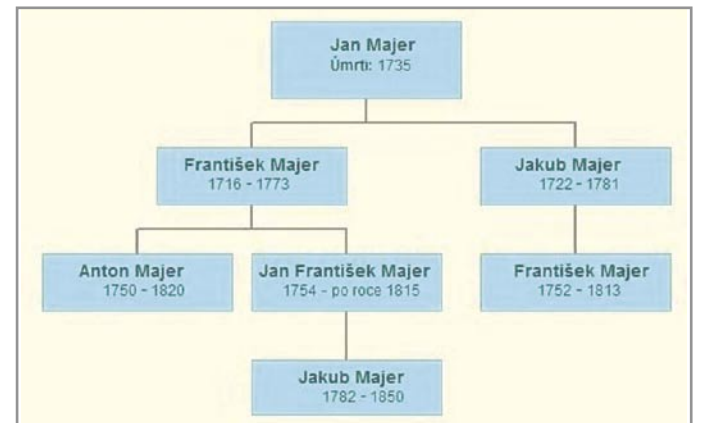 Jan Majer
Úmrtí: 1735
František Majer
1716 - 1773
Jakub Majer
1722 - 1781
Anton Majer
1750 - 1820
Jan František Majer
1754 - po roce 1815
František Majer
1752 - 1813
Jakub Majer
1782 - 1850